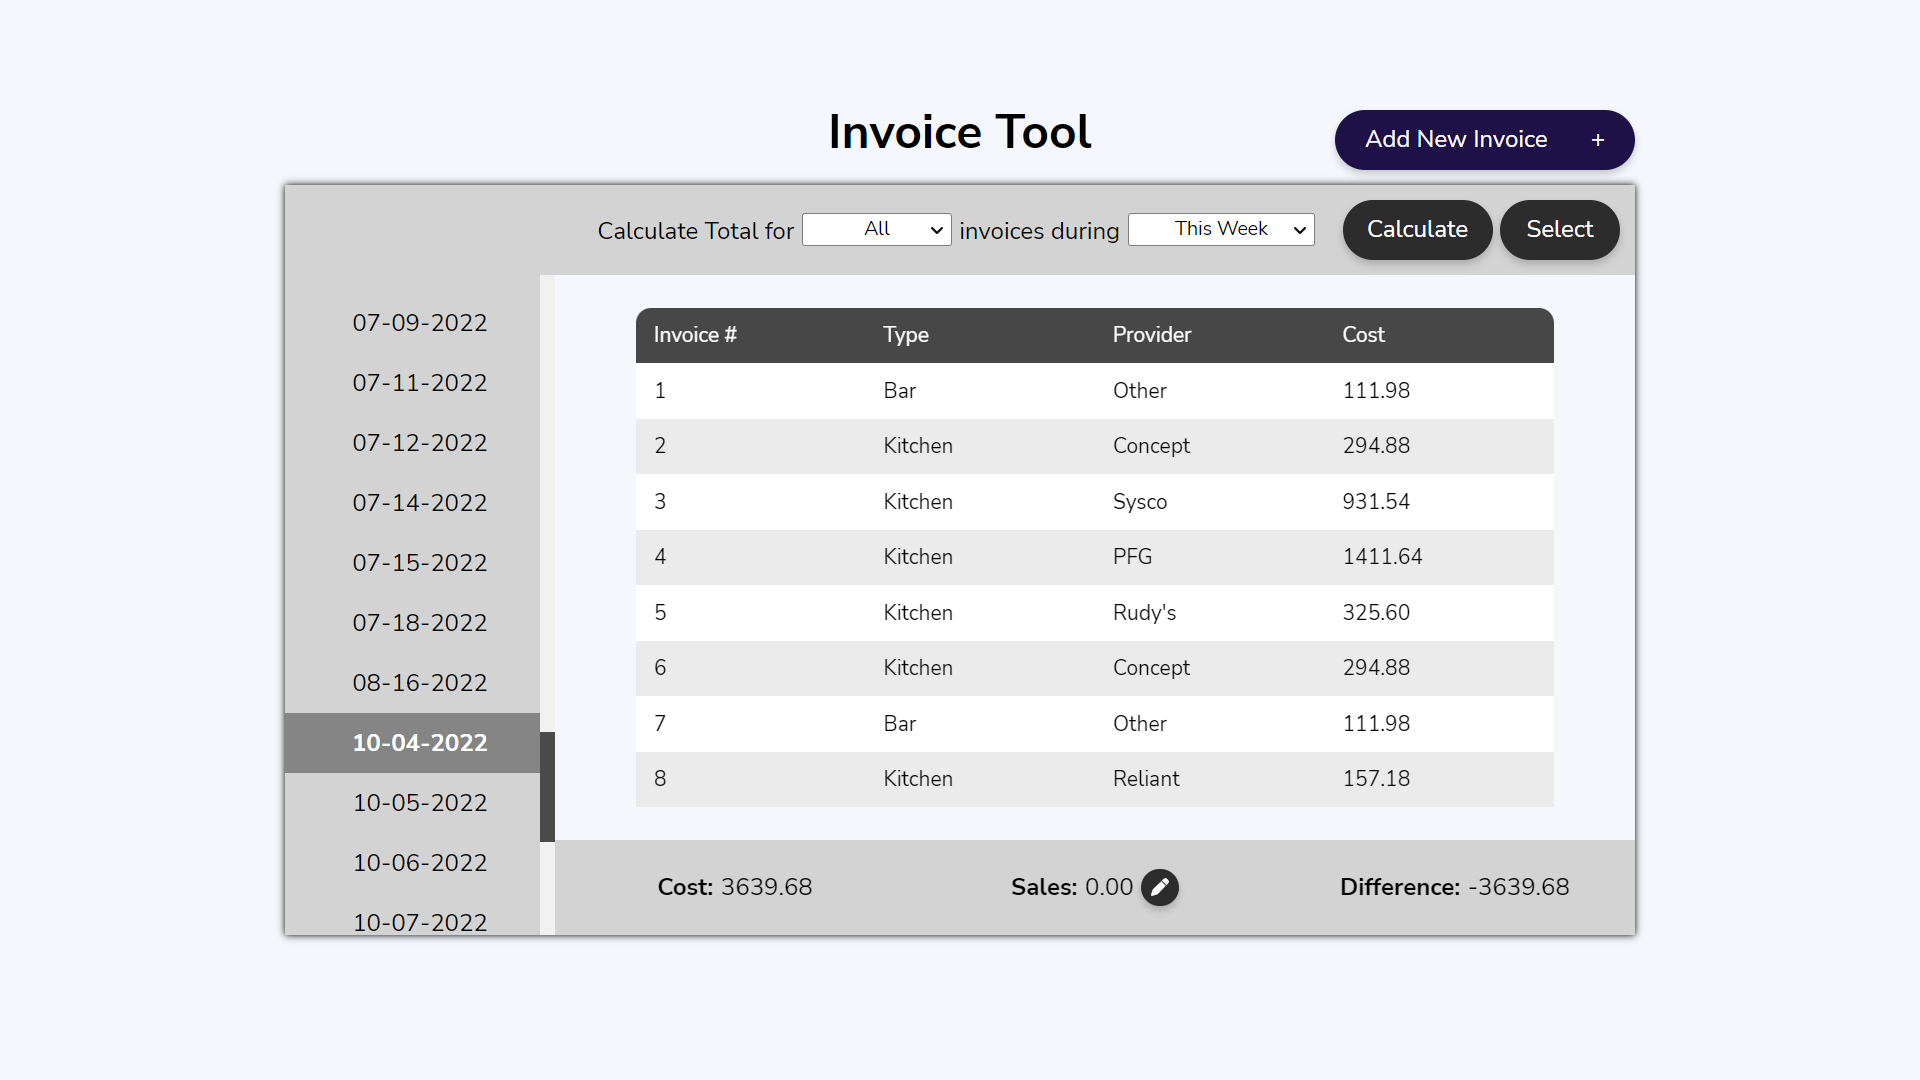 Invoice Tool
Add New Invoice +
Calculate Total for All invoices during This Week Calculate Select
07-09-2022
07-11-2022
07-12-2022
07-14-2022
07-15-2022
07-18-2022
08-16-2022
10-04-2022
10-05-2022
10-06-2022
10-07-2022
Invoice # Type Provider Cost
1 Bar Other 111.98
2 Kitchen Concept 294.88
3 Kitchen Sysco 931.54
4 Kitchen PFG 1411.64
5 Kitchen Rudy's 325.60
6 Kitchen Concept 294.88
7 Bar Other 111.98
8 Kitchen Reliant 157.18
Cost: 3639.68 Sales: 0.00 Difference: -3639.68